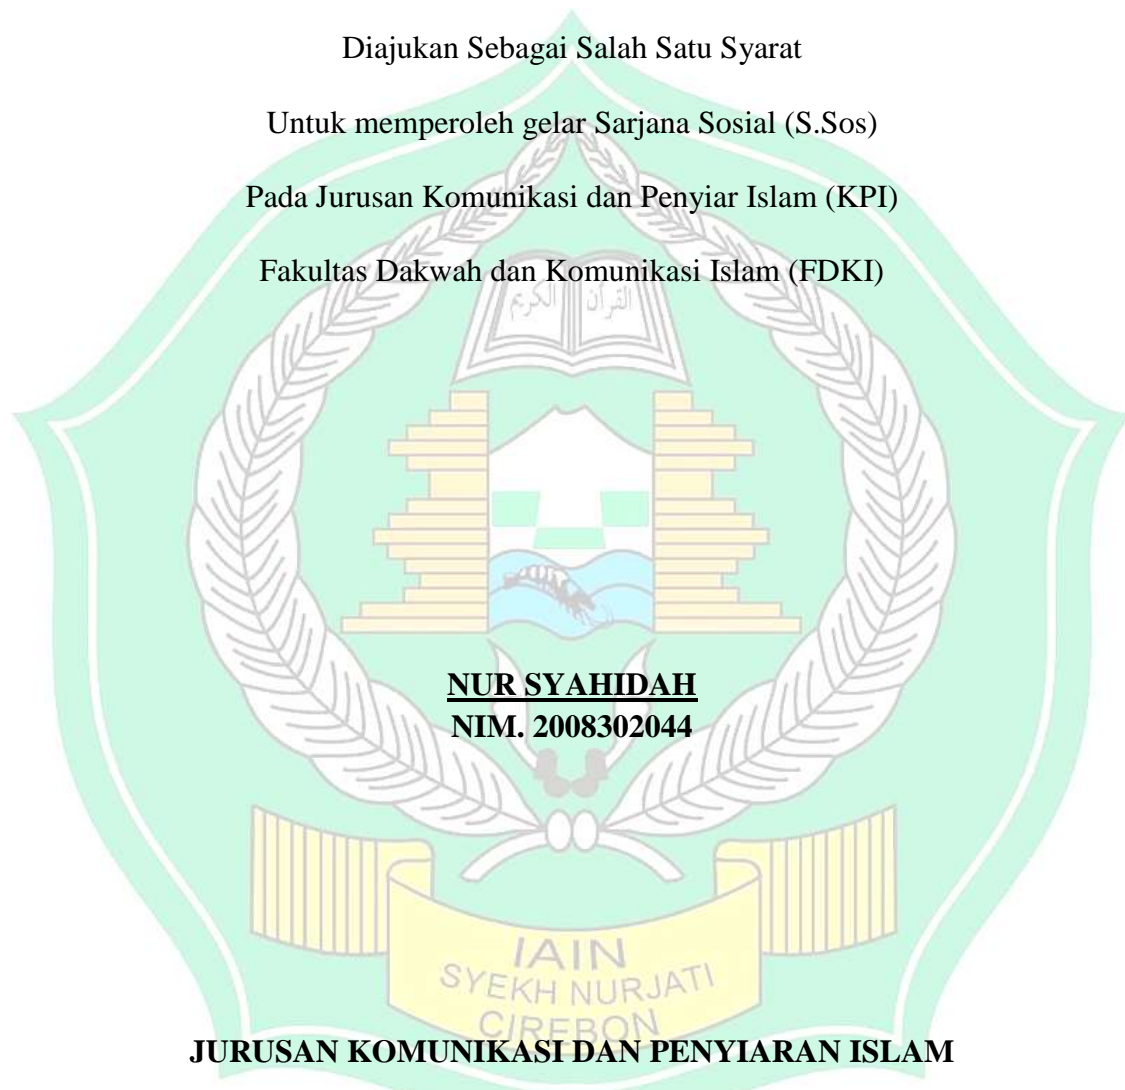 Diajukan Sebagai Salah Satu Syarat
Untuk memperoleh gelar Sarjana Sosial (S.Sos)
Pada Jurusan Komunikasi dan Penyiar Islam (KPI)
Fakultas Dakwah dan Komunikasi Islam (FDKI)
القرآن الكريم
NUR SYAHIDAH
NIM. 2008302044
IAIN
SYEKH NURJATI
CIREBON
JURUSAN KOMUNIKASI DAN PENYIARAN ISLAM